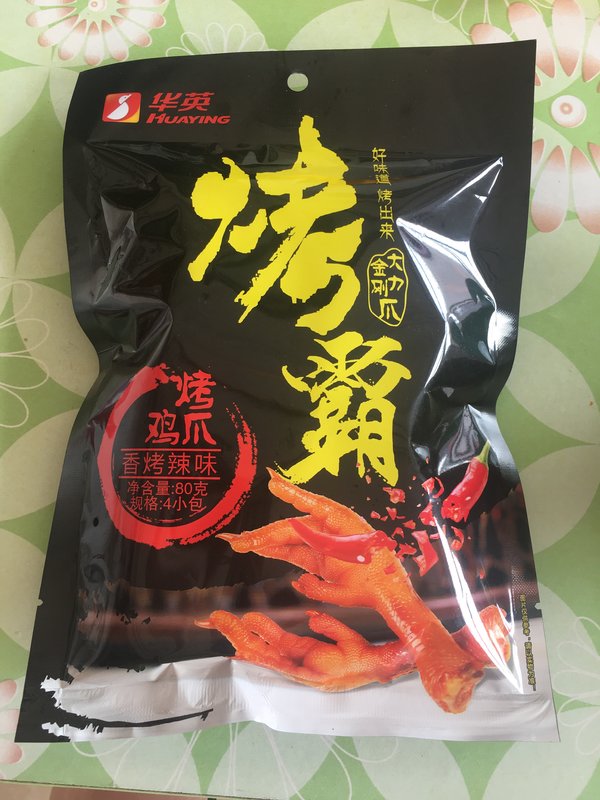 华英
HUAYING
烤霸
好味道 烤出来
大力
金刚爪
烤
鸡爪
香烤辣味
净含量:80克
规格:4小包